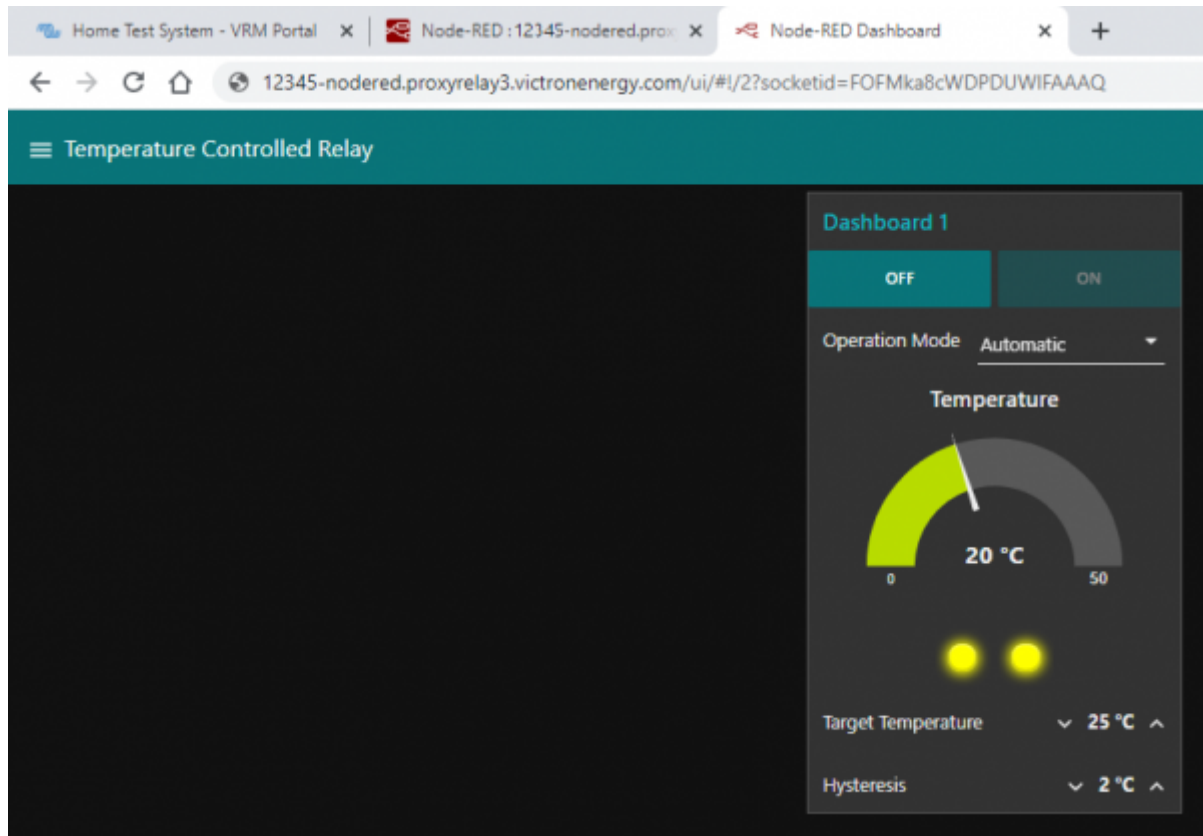 Home Test System - VRM Portal
Node-RED : 12345-nodered.prox
Node-RED Dashboard
12345-nodered.proxyrelay3.victronenergy.com/ui/#!/2?socketid=FOFMka8cWDPDUWIFAAAQ
Temperature Controlled Relay
Dashboard 1
OFF ON
Operation Mode Automatic
Temperature
20 °C
0 50
Target Temperature 25 °C
Hysteresis 2 °C